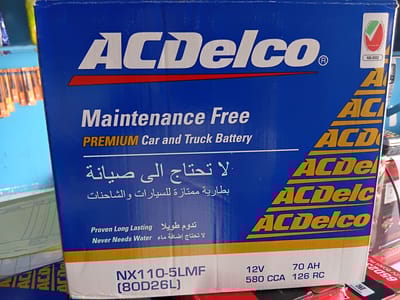 ACDelco®
Maintenance Free
PREMIUM Car and Truck Battery
لا تحتاج الى صيانة
بطارية ممتازة للسيارات والشاحنات
Proven Long Lasting
تدوم طويلا
Never Needs Water
لا تحتاج إضافة ماء
ACDelco
ACDelco
ACDelco
ACDelco
NX110-5LMF
(80D26L)
12V 70 AH
580 CCA 126 RC